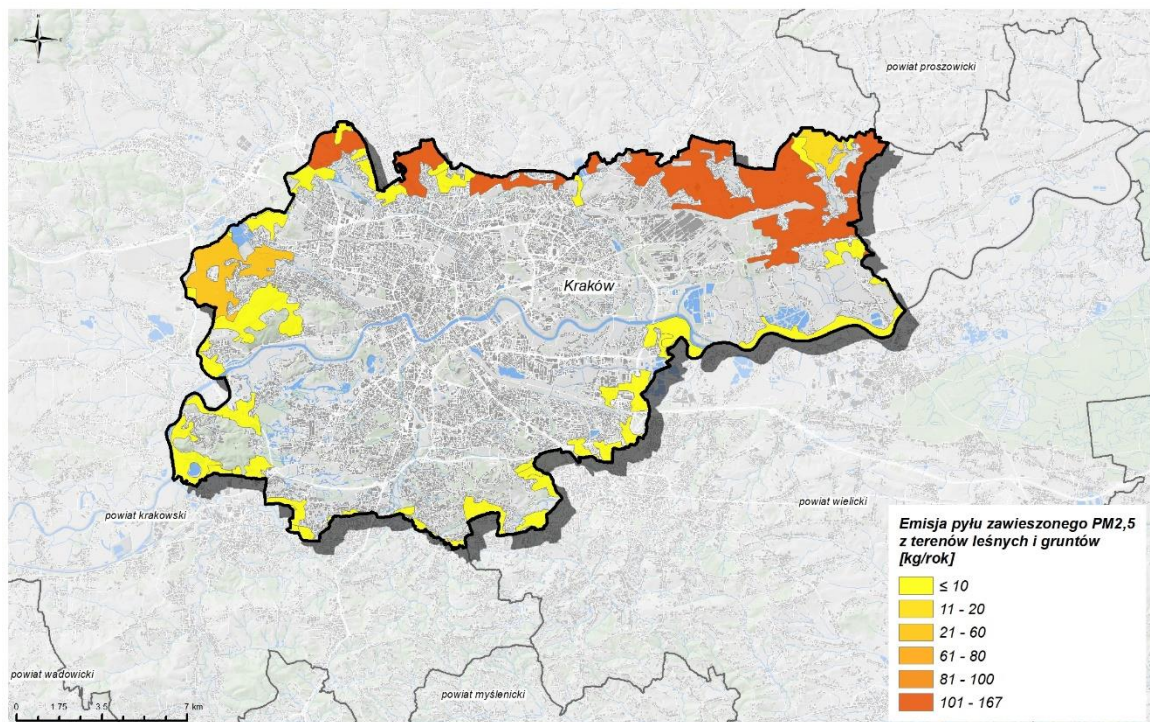 powiat proszowicki
Kraków
powiat krakowski
powiat wielicki
Emisja pyłu zawieszonego PM2,5
z terenów leśnych i gruntów
[kg/rok]
≤ 10
11 - 20
21 - 60
61 - 80
81 - 100
101 - 167
powiat wadowicki
powiat myślenicki
0 1.75 3.5 7 km